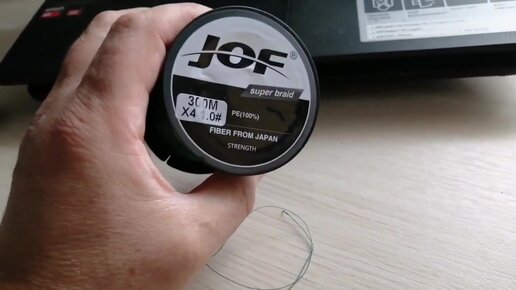 JOF®
super braid
300M
X4 1.0#
PE(100%)
FIBER FROM JAPAN
STRENGTH